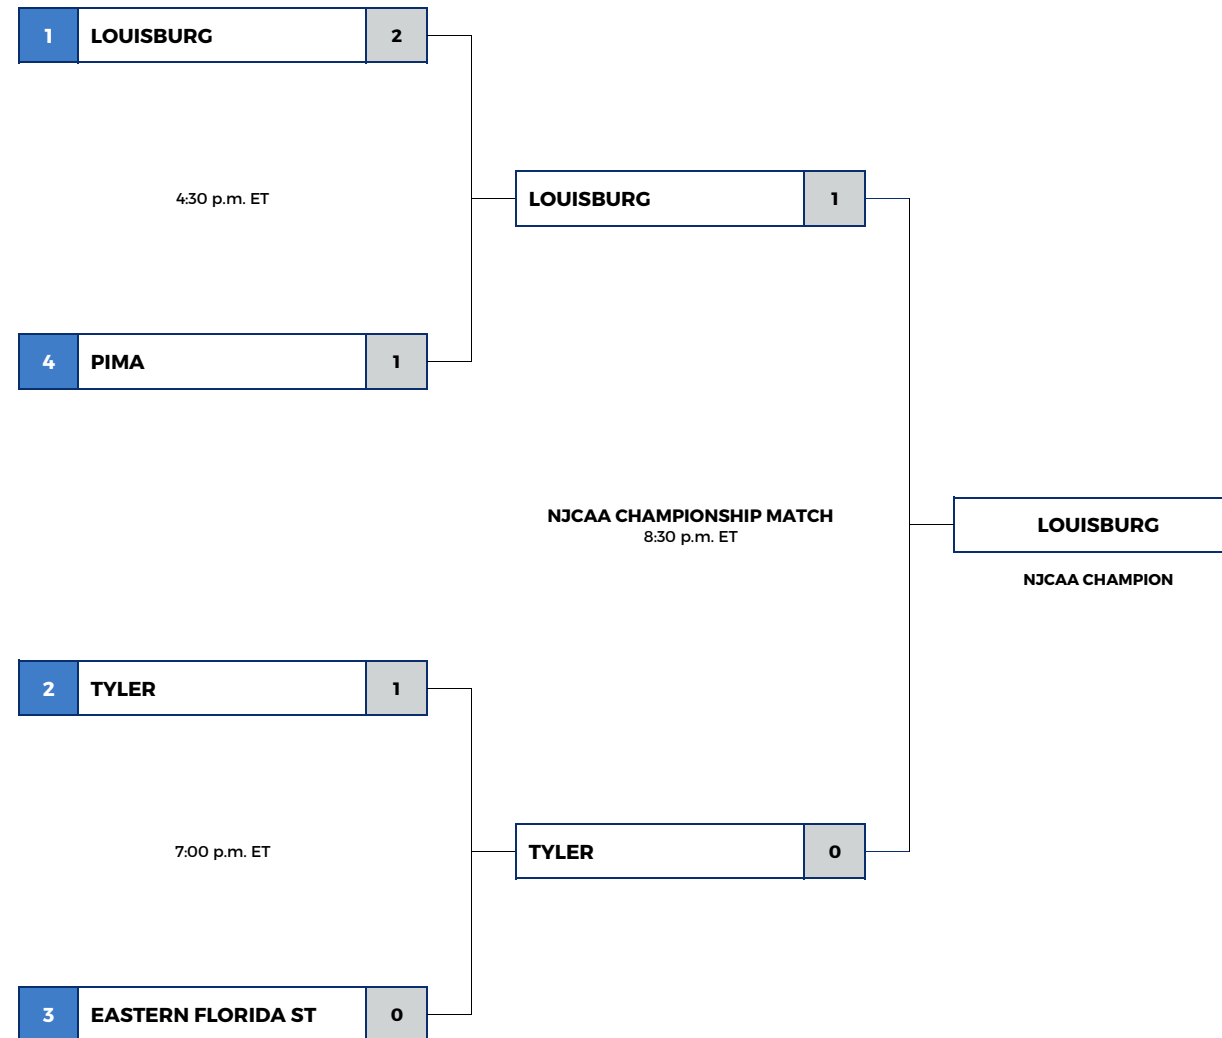 1 LOUISBURG 2
4:30 p.m. ET
LOUISBURG 1
4 PIMA 1
NJCAA CHAMPIONSHIP MATCH
8:30 p.m. ET
LOUISBURG
NJCAA CHAMPION
2 TYLER 1
7:00 p.m. ET
TYLER 0
3 EASTERN FLORIDA ST 0